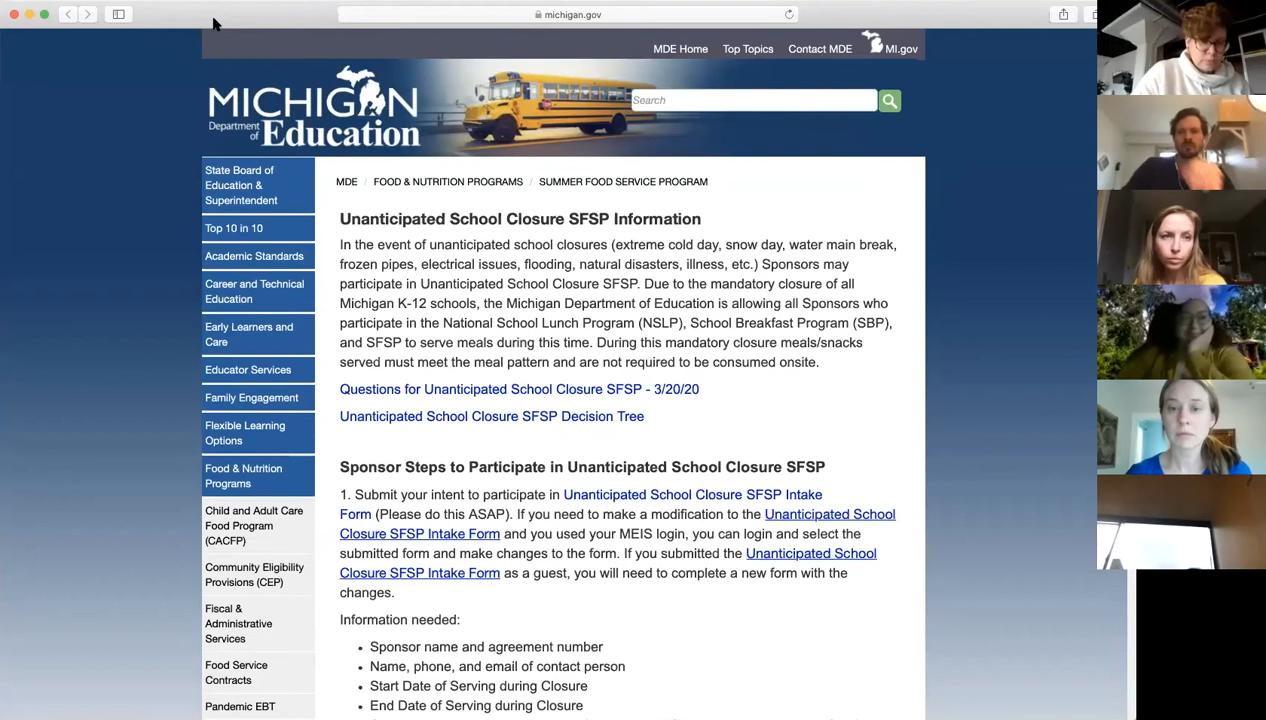 michigan.gov
MDE Home Top Topics Contact MDE MI.gov
MICHIGAN
Department of Education
Search
State Board of
Education &
Superintendent
Top 10 in 10
Academic Standards
Career and Technical
Education
Early Learners and
Care
Educator Services
Family Engagement
Flexible Learning
Options
Food & Nutrition
Programs
Child and Adult Care
Food Program
(CACFP)
Community Eligibility
Provisions (CEP)
Fiscal &
Administrative
Services
Food Service
Contracts
Pandemic EBT
MDE / FOOD & NUTRITION PROGRAMS / SUMMER FOOD SERVICE PROGRAM
Unanticipated School Closure SFSP Information
In the event of unanticipated school closures (extreme cold day, snow day, water main break,
frozen pipes, electrical issues, flooding, natural disasters, illness, etc.) Sponsors may
participate in Unanticipated School Closure SFSP. Due to the mandatory closure of all
Michigan K-12 schools, the Michigan Department of Education is allowing all Sponsors who
participate in the National School Lunch Program (NSLP), School Breakfast Program (SBP),
and SFSP to serve meals during this time. During this mandatory closure meals/snacks
served must meet the meal pattern and are not required to be consumed onsite.
Questions for Unanticipated School Closure SFSP - 3/20/20
Unanticipated School Closure SFSP Decision Tree
Sponsor Steps to Participate in Unanticipated School Closure SFSP
1. Submit your intent to participate in Unanticipated School Closure SFSP Intake
Form (Please do this ASAP). If you need to make a modification to the Unanticipated School
Closure SFSP Intake Form and you used your MEIS login, you can login and select the
submitted form and make changes to the form. If you submitted the Unanticipated School
Closure SFSP Intake Form as a guest, you will need to complete a new form with the
changes.
Information needed:
• Sponsor name and agreement number
• Name, phone, and email of contact person
• Start Date of Serving during Closure
• End Date of Serving during Closure